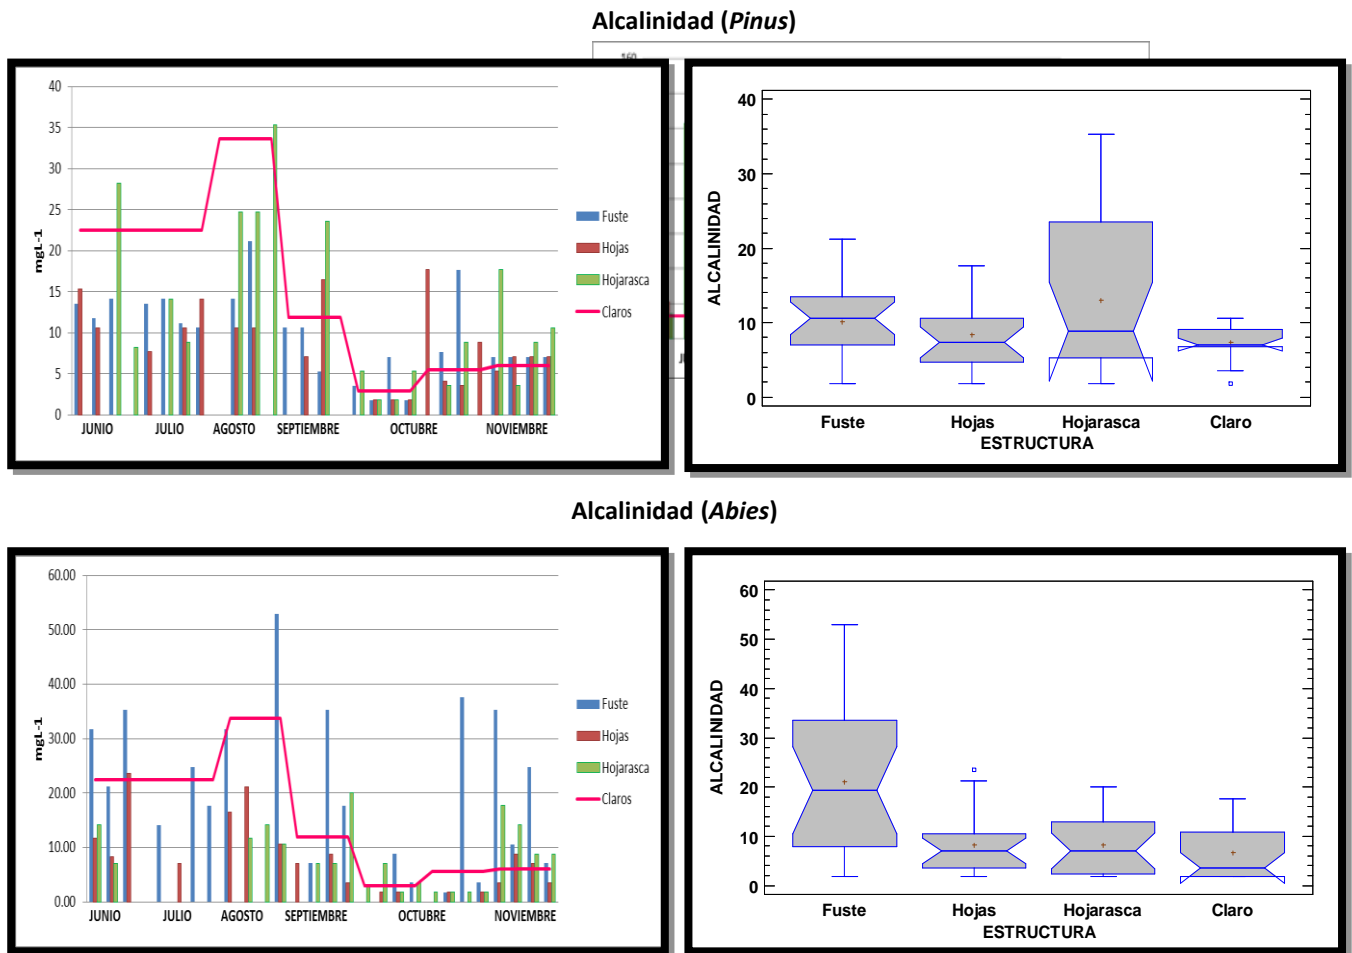 Alcalinidad (Pinus)
160
40
35
30
25
20
15
10
5
0
mgL-1
JUNIO JULIO AGOSTO SEPTIEMBRE OCTUBRE NOVIEMBRE
Fuste
Hojas
Hojarasca
Claros
40
30
20
10
0
ALCALINIDAD
Fuste Hojas Hojarasca Claro
ESTRUCTURA
Alcalinidad (Abies)
60.00
50.00
40.00
30.00
20.00
10.00
0.00
mgL-1
JUNIO JULIO AGOSTO SEPTIEMBRE OCTUBRE NOVIEMBRE
Fuste
Hojas
Hojarasca
Claros
60
50
40
30
20
10
0
ALCALINIDAD
Fuste Hojas Hojarasca Claro
ESTRUCTURA